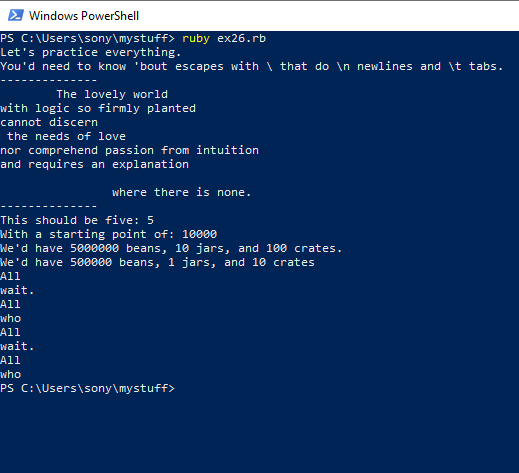 Windows PowerShell
PS C:\Users\sony\mystuff> ruby ex26.rb
Let's practice everything.
You'd need to know 'bout escapes with \ that do \n newlines and \t tabs.
--------------
        The lovely world
with logic so firmly planted
cannot discern
 the needs of love
nor comprehend passion from intuition
and requires an explanation

                where there is none.
--------------
This should be five: 5
With a starting point of: 10000
We'd have 5000000 beans, 10 jars, and 100 crates.
We'd have 500000 beans, 1 jars, and 10 crates
All
wait.
All
who
All
wait.
All
who
PS C:\Users\sony\mystuff>